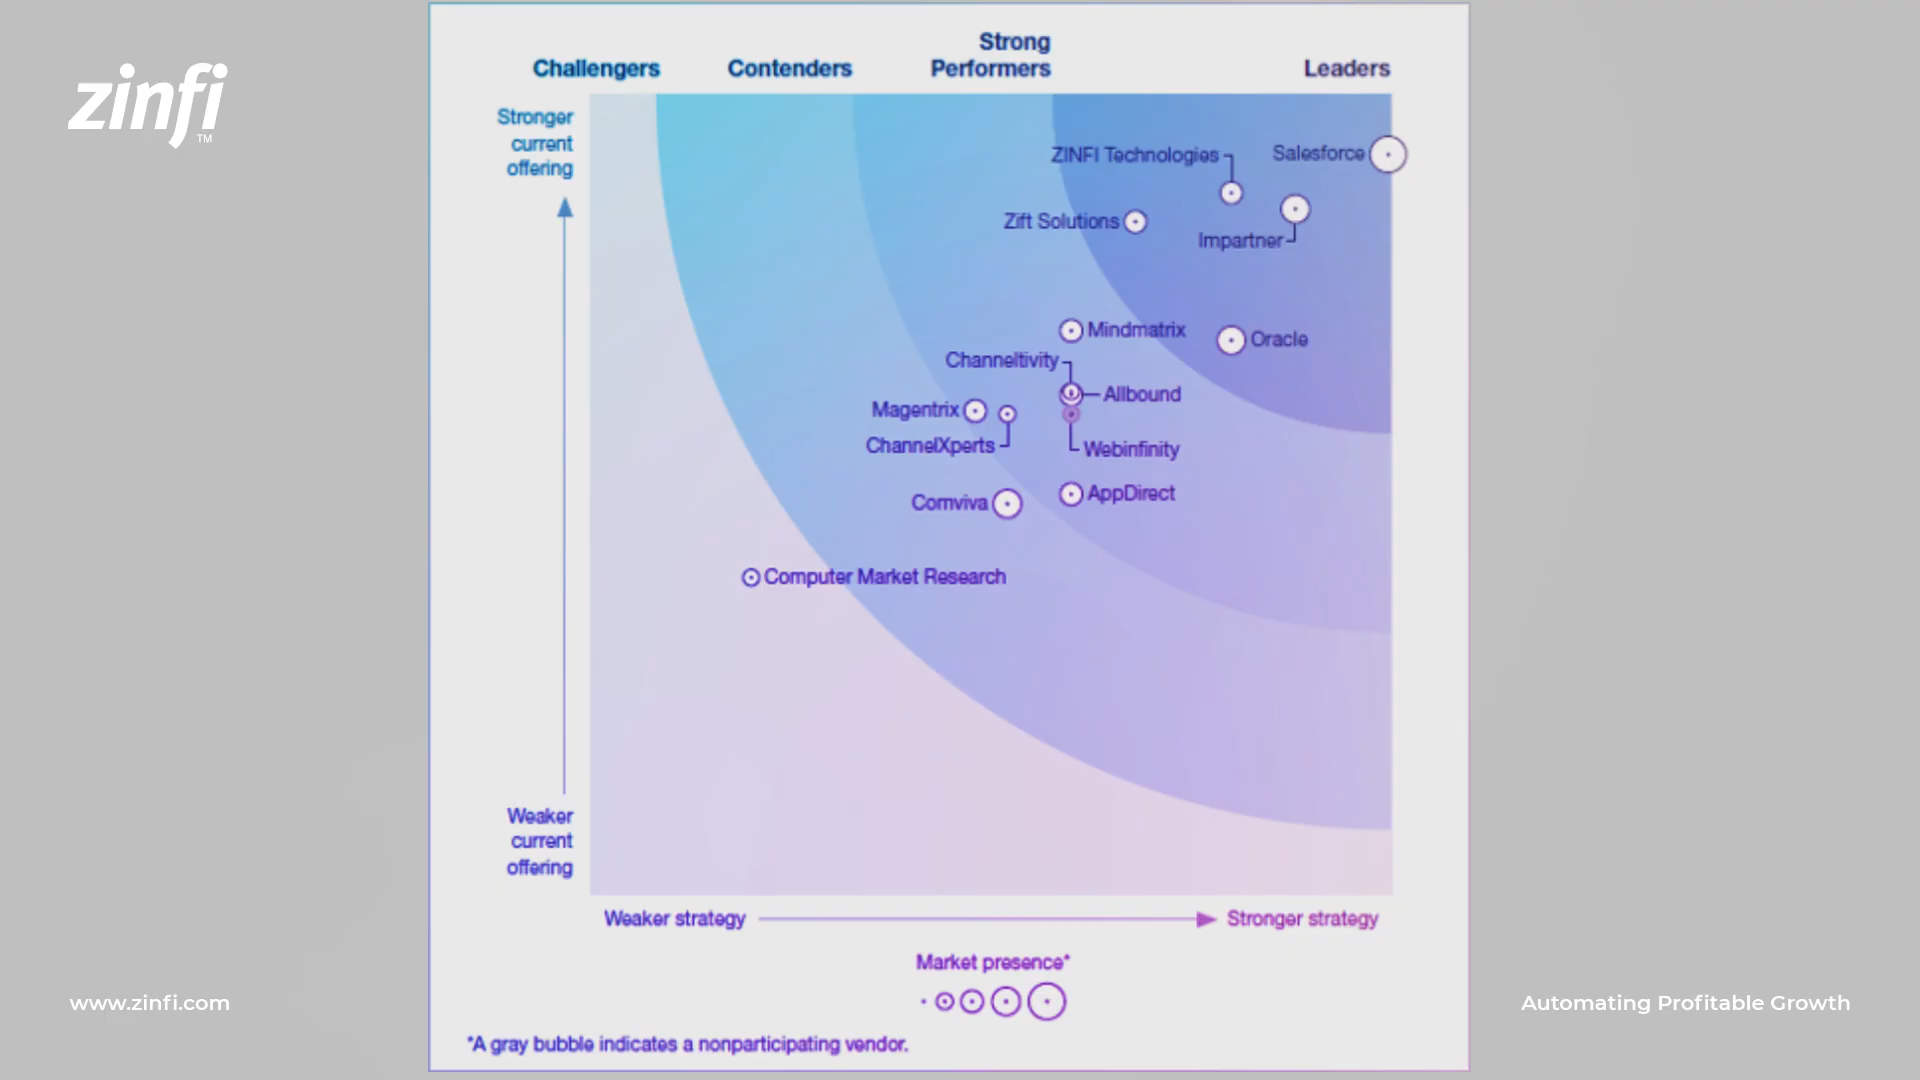 zinfi
TM
Challengers
Contenders
Strong
Performers
Leaders
Stronger
current
offering
ZINFI Technologies
Salesforce
Zift Solutions
Impartner
Mindmatrix
Oracle
Channeltivity
Allbound
Magentrix
ChannelXperts
Webinfinity
Comviva
AppDirect
Computer Market Research
Weaker
current
offering
Weaker strategy
Stronger strategy
Market presence*
*A gray bubble indicates a nonparticipating vendor.
www.zinfi.com
Automating Profitable Growth